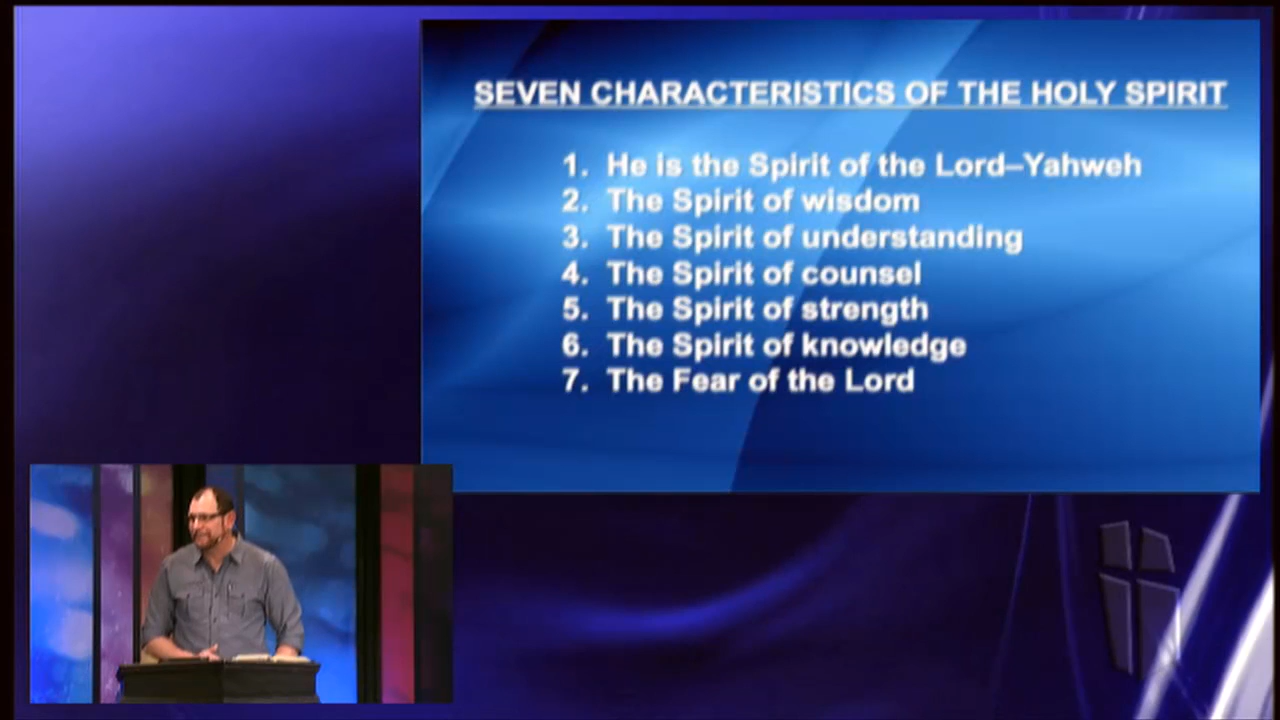 SEVEN CHARACTERISTICS OF THE HOLY SPIRIT
1. He is the Spirit of the Lord–Yahweh
2. The Spirit of wisdom
3. The Spirit of understanding
4. The Spirit of counsel
5. The Spirit of strength
6. The Spirit of knowledge
7. The Fear of the Lord